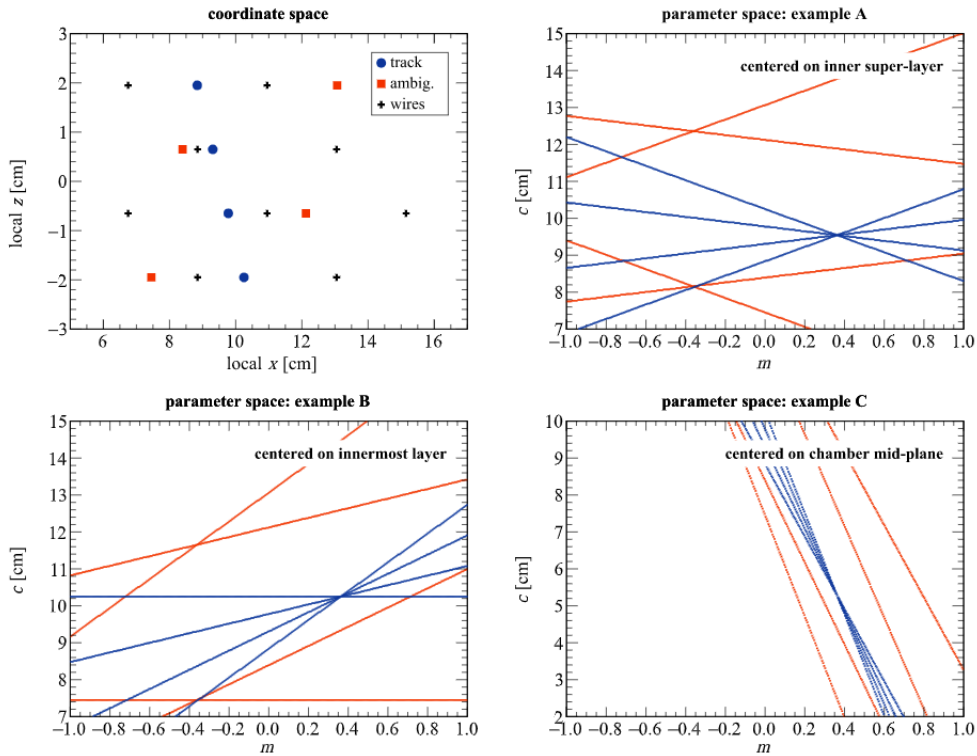 coordinate space
3
2
1
0
−1
−2
−3
local z [cm]
track
ambig.
wires
6
8
10
12
14
16
local x [cm]
parameter space: example A
15
14
13
12
11
10
9
8
7
c [cm]
centered on inner super-layer
−1.0 −0.8 −0.6 −0.4 −0.2 0.0 0.2 0.4 0.6 0.8 1.0
m
parameter space: example B
15
14
13
12
11
10
9
8
7
c [cm]
centered on innermost layer
−1.0 −0.8 −0.6 −0.4 −0.2 0.0 0.2 0.4 0.6 0.8 1.0
m
parameter space: example C
10
9
8
7
6
5
4
3
2
c [cm]
centered on chamber mid-plane
−1.0 −0.8 −0.6 −0.4 −0.2 0.0 0.2 0.4 0.6 0.8 1.0
m